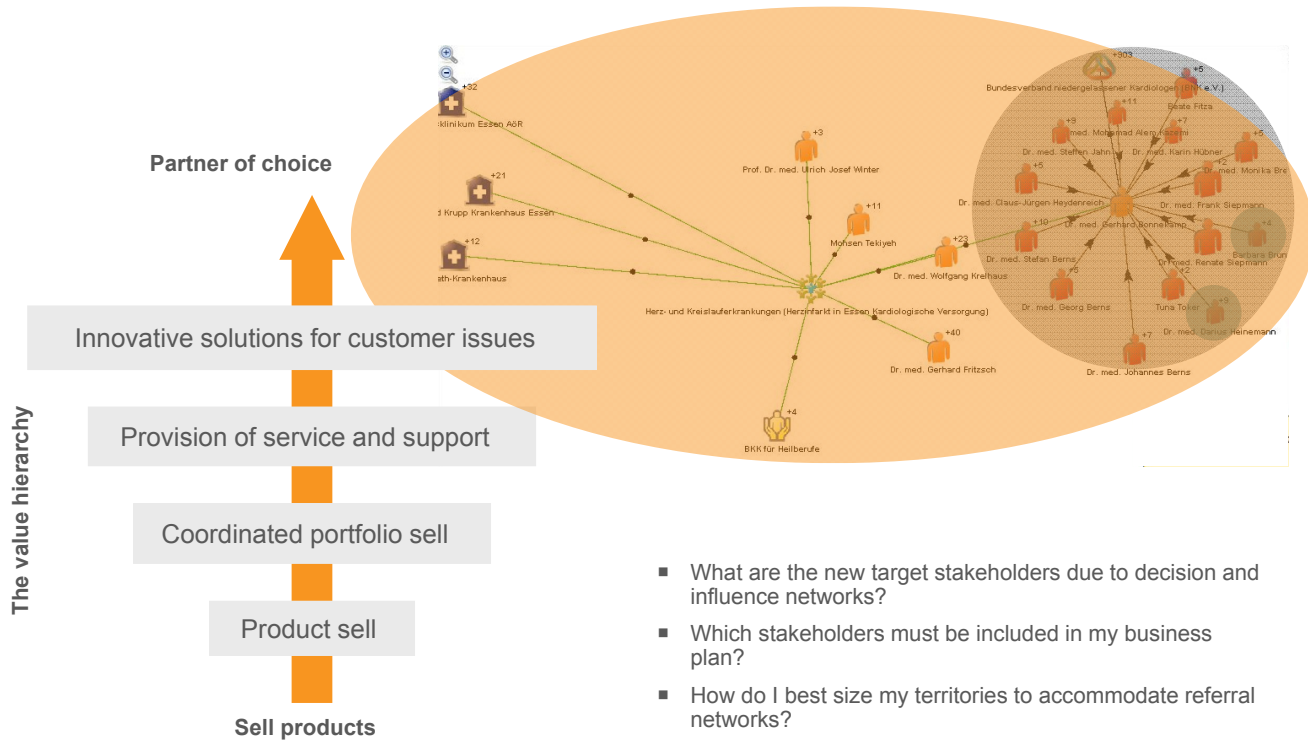 +32
sklinikum Essen AöR
Partner of choice
+21
d Krupp Krankenhaus Essen
+12
ath-Krankenhaus
Innovative solutions for customer issues
Provision of service and support
Coordinated portfolio sell
Product sell
Sell products
The value hierarchy
+3
Prof. Dr. med. Ulrich Josef Winter
+11
Mohsen Tekiyeh
+23
Dr. med. Wolfgang Krelhaus
Herz- und Kreislauferkrankungen (Herzinfarkt in Essen Kardiologische Versorgung)
+40
Dr. med. Gerhard Fritzsch
+4
BKK für Heilberufe
+303
Bundesverband niedergelassener Kardiologen (BNK e.V.)
+5
Beate Fitza
+11
med. Mohamad Alem Kazemi
+9
Dr. med. Steffen Jahn
+7
Dr. med. Karin Hübner
+5
Dr. med. Monika Bre
+5
Dr. med. Claus-Jürgen Heydenreich
+2
Dr. med. Frank Siepmann
Dr. med. Gerhard Bonnekamp
+10
Dr. med. Stefan Berns
Dr. med. Renate Siepmann
+4
Barbara Brün
Dr. med. Georg Berns
+2
Tuna Toker
Dr. med. Darius Heinemann
+7
Dr. med. Johannes Berns
■ What are the new target stakeholders due to decision and
influence networks?
■ Which stakeholders must be included in my business
plan?
■ How do I best size my territories to accommodate referral
networks?